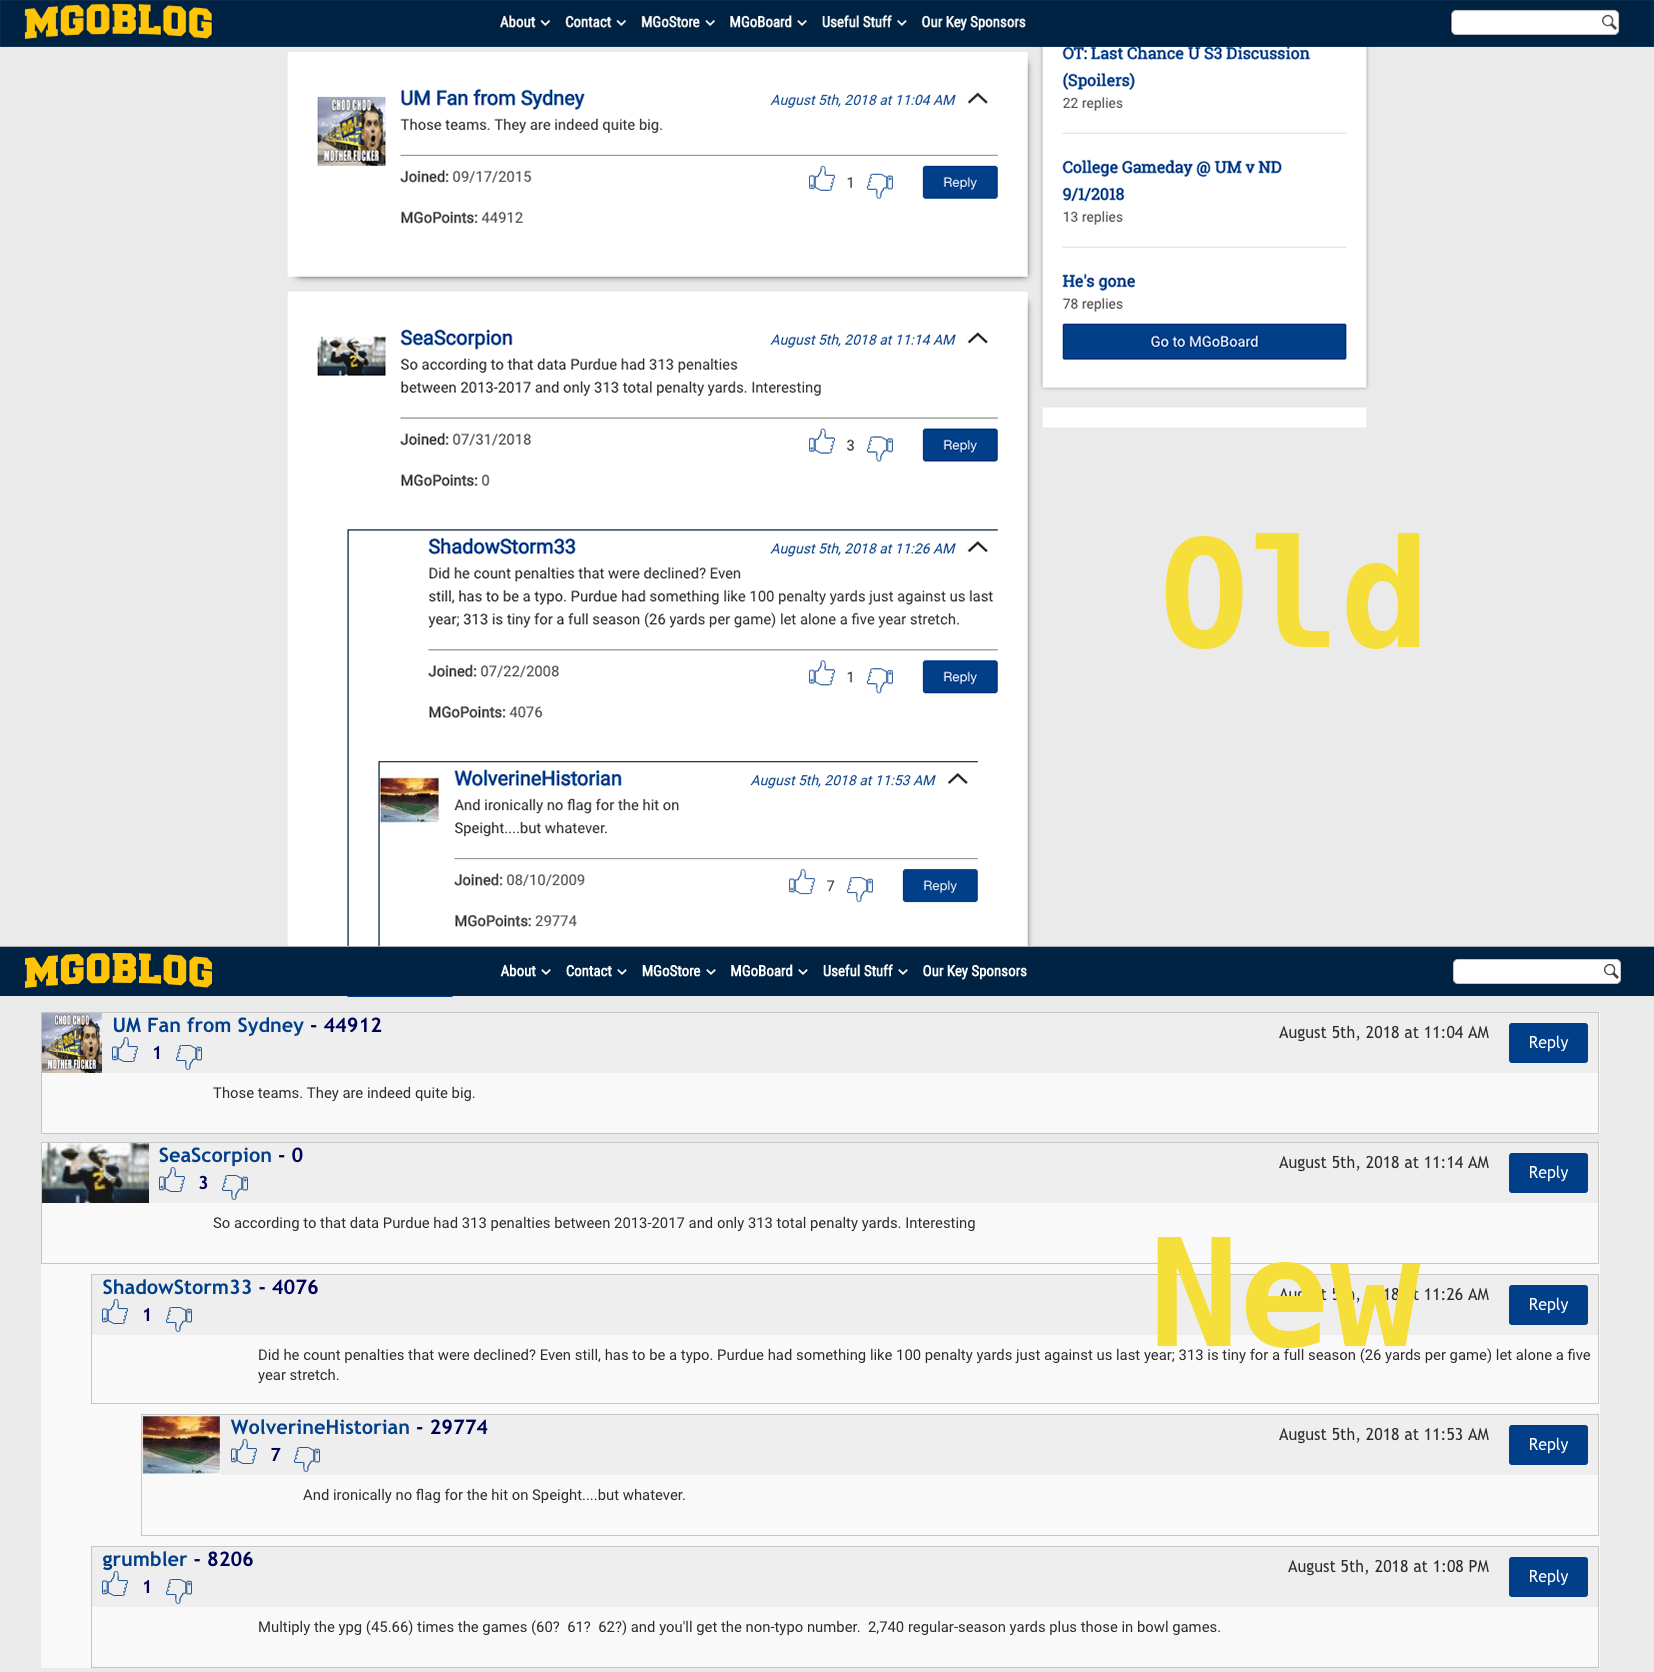 MGOBLOG
About Contact MGoStore MGoBoard Useful Stuff Our Key Sponsors
OT: Last Chance U S3 Discussion
(Spoilers)
22 replies
College Gameday @ UM v ND
9/1/2018
13 replies
He's gone
78 replies
Go to MGoBoard
CHOO CHOO
MOTHER FUCKER
UM Fan from Sydney
August 5th, 2018 at 11:04 AM
Those teams. They are indeed quite big.
Joined: 09/17/2015
1
Reply
MGoPoints: 44912
SeaScorpion
August 5th, 2018 at 11:14 AM
So according to that data Purdue had 313 penalties
between 2013-2017 and only 313 total penalty yards. Interesting
Joined: 07/31/2018
3
Reply
MGoPoints: 0
ShadowStorm33
August 5th, 2018 at 11:26 AM
Did he count penalties that were declined? Even
still, has to be a typo. Purdue had something like 100 penalty yards just against us last
year; 313 is tiny for a full season (26 yards per game) let alone a five year stretch.
Joined: 07/22/2008
1
Reply
MGoPoints: 4076
WolverineHistorian
August 5th, 2018 at 11:53 AM
And ironically no flag for the hit on
Speight....but whatever.
Joined: 08/10/2009
7
Reply
MGoPoints: 29774
Old
MGOBLOG
About Contact MGoStore MGoBoard Useful Stuff Our Key Sponsors
CHOO CHOO
MOTHER FUCKER
UM Fan from Sydney - 44912
August 5th, 2018 at 11:04 AM
Reply
1
Those teams. They are indeed quite big.
SeaScorpion - 0
August 5th, 2018 at 11:14 AM
Reply
3
So according to that data Purdue had 313 penalties between 2013-2017 and only 313 total penalty yards. Interesting
New
ShadowStorm33 - 4076
August 5th, 2018 at 11:26 AM
Reply
1
Did he count penalties that were declined? Even still, has to be a typo. Purdue had something like 100 penalty yards just against us last year; 313 is tiny for a full season (26 yards per game) let alone a five
year stretch.
WolverineHistorian - 29774
August 5th, 2018 at 11:53 AM
Reply
7
And ironically no flag for the hit on Speight....but whatever.
grumbler - 8206
August 5th, 2018 at 1:08 PM
Reply
1
Multiply the ypg (45.66) times the games (60? 61? 62?) and you'll get the non-typo number. 2,740 regular-season yards plus those in bowl games.